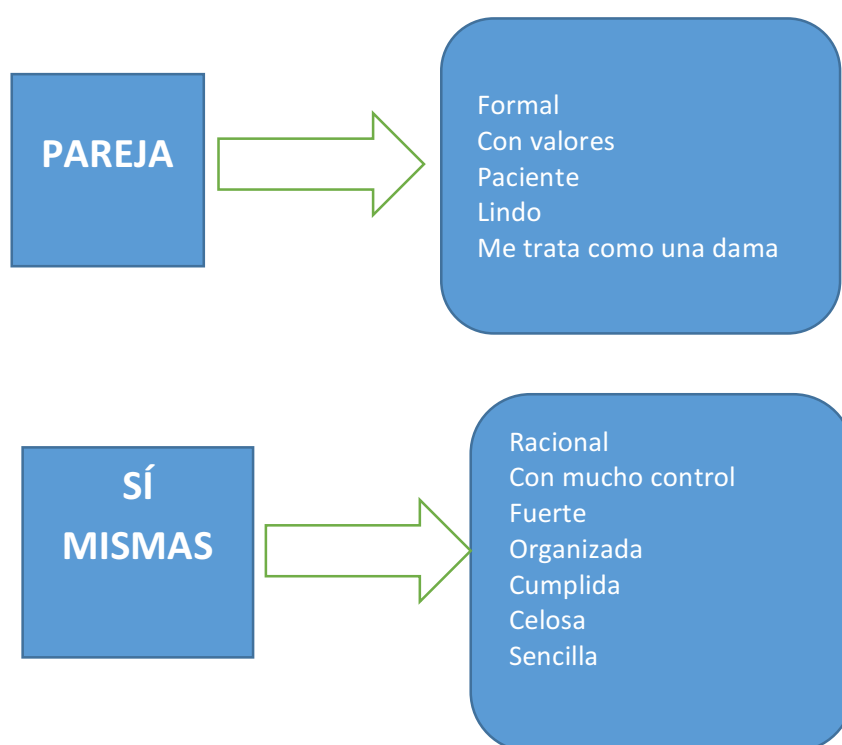 PAREJA
Formal
Con valores
Paciente
Lindo
Me trata como una dama
SÍ
MISMAS
Racional
Con mucho control
Fuerte
Organizada
Cumplida
Celosa
Sencilla